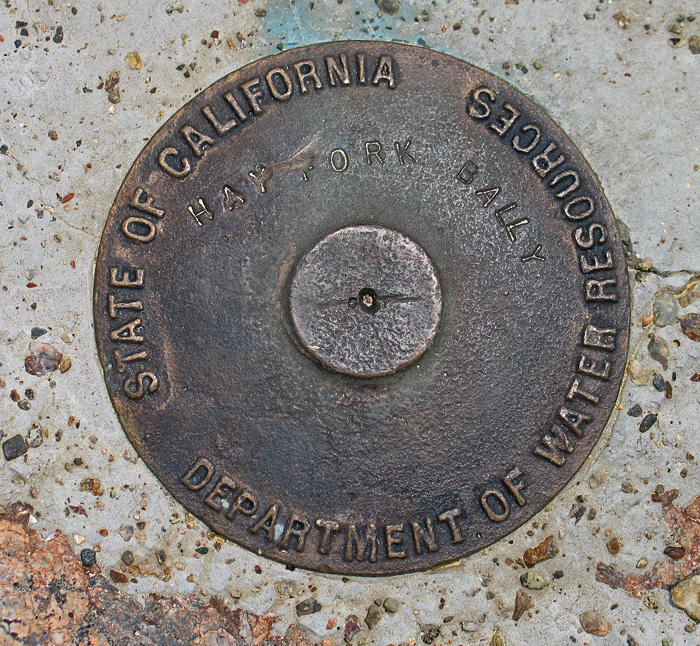 STATE OF CALIFORNIA
HAYFORK BALLY
DEPARTMENT OF WATER RESOURCES